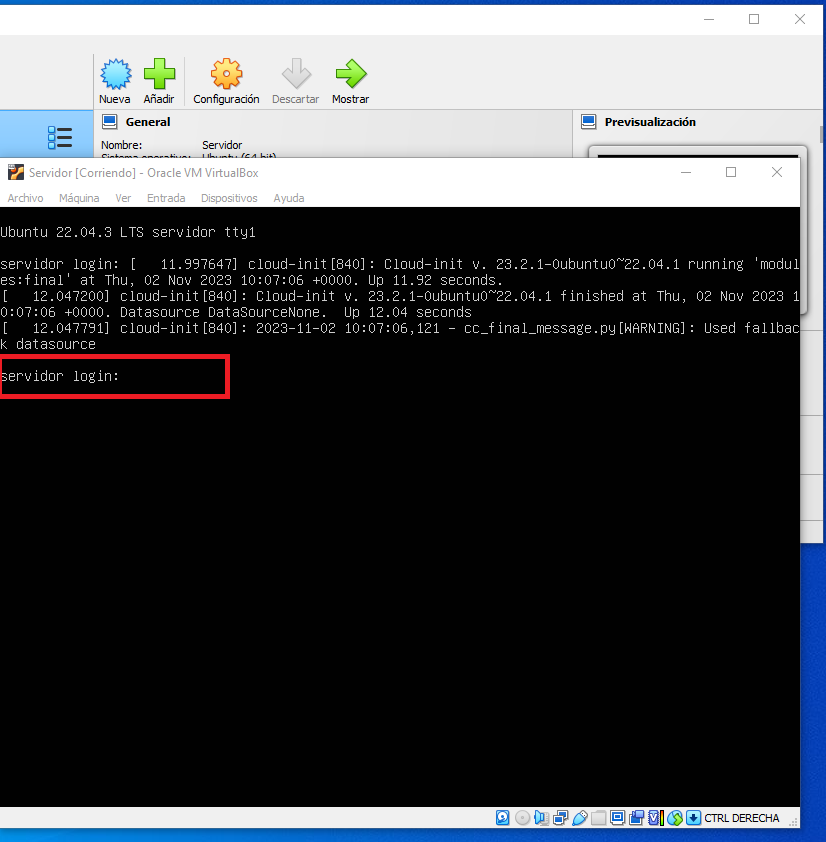 Nueva Añadir Configuración Descartar Mostrar
General
Previsualización
Nombre: Servidor
Sistema operativo: Ubuntu (64 bit)
Servidor [Corriendo] - Oracle VM VirtualBox
Archivo Máquina Ver Entrada Dispositivos Ayuda
Ubuntu 22.04.3 LTS servidor tty1
servidor login: [   11.997647] cloud-init[840]: Cloud-init v. 23.2.1-0ubuntu0~22.04.1 running 'modul
es:final' at Thu, 02 Nov 2023 10:07:06 +0000. Up 11.92 seconds.
[   12.047200] cloud-init[840]: Cloud-init v. 23.2.1-0ubuntu0~22.04.1 finished at Thu, 02 Nov 2023 1
0:07:06 +0000. Datasource DataSourceNone.  Up 12.04 seconds
[   12.047791] cloud-init[840]: 2023-11-02 10:07:06,121 - cc_final_message.py[WARNING]: Used fallbac
k datasource
servidor login:
CTRL DERECHA